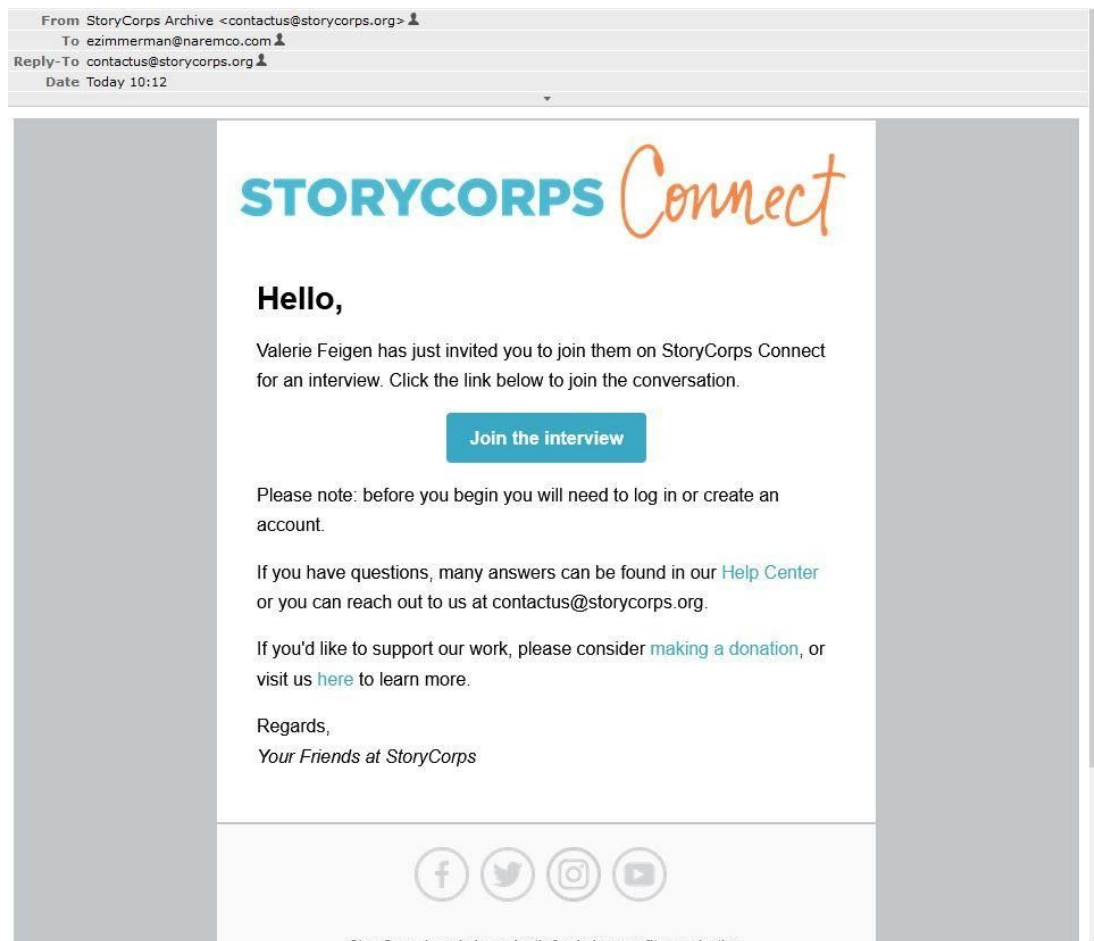 From StoryCorps Archive <contactus@storycorps.org>
To ezimmerman@naremco.com
Reply-To contactus@storycorps.org
Date Today 10:12
STORYCORPS Connect
Hello,
Valerie Feigen has just invited you to join them on StoryCorps Connect
for an interview. Click the link below to join the conversation.
Join the interview
Please note: before you begin you will need to log in or create an
account.
If you have questions, many answers can be found in our Help Center
or you can reach out to us at contactus@storycorps.org.
If you'd like to support our work, please consider making a donation, or
visit us here to learn more.
Regards,
Your Friends at StoryCorps